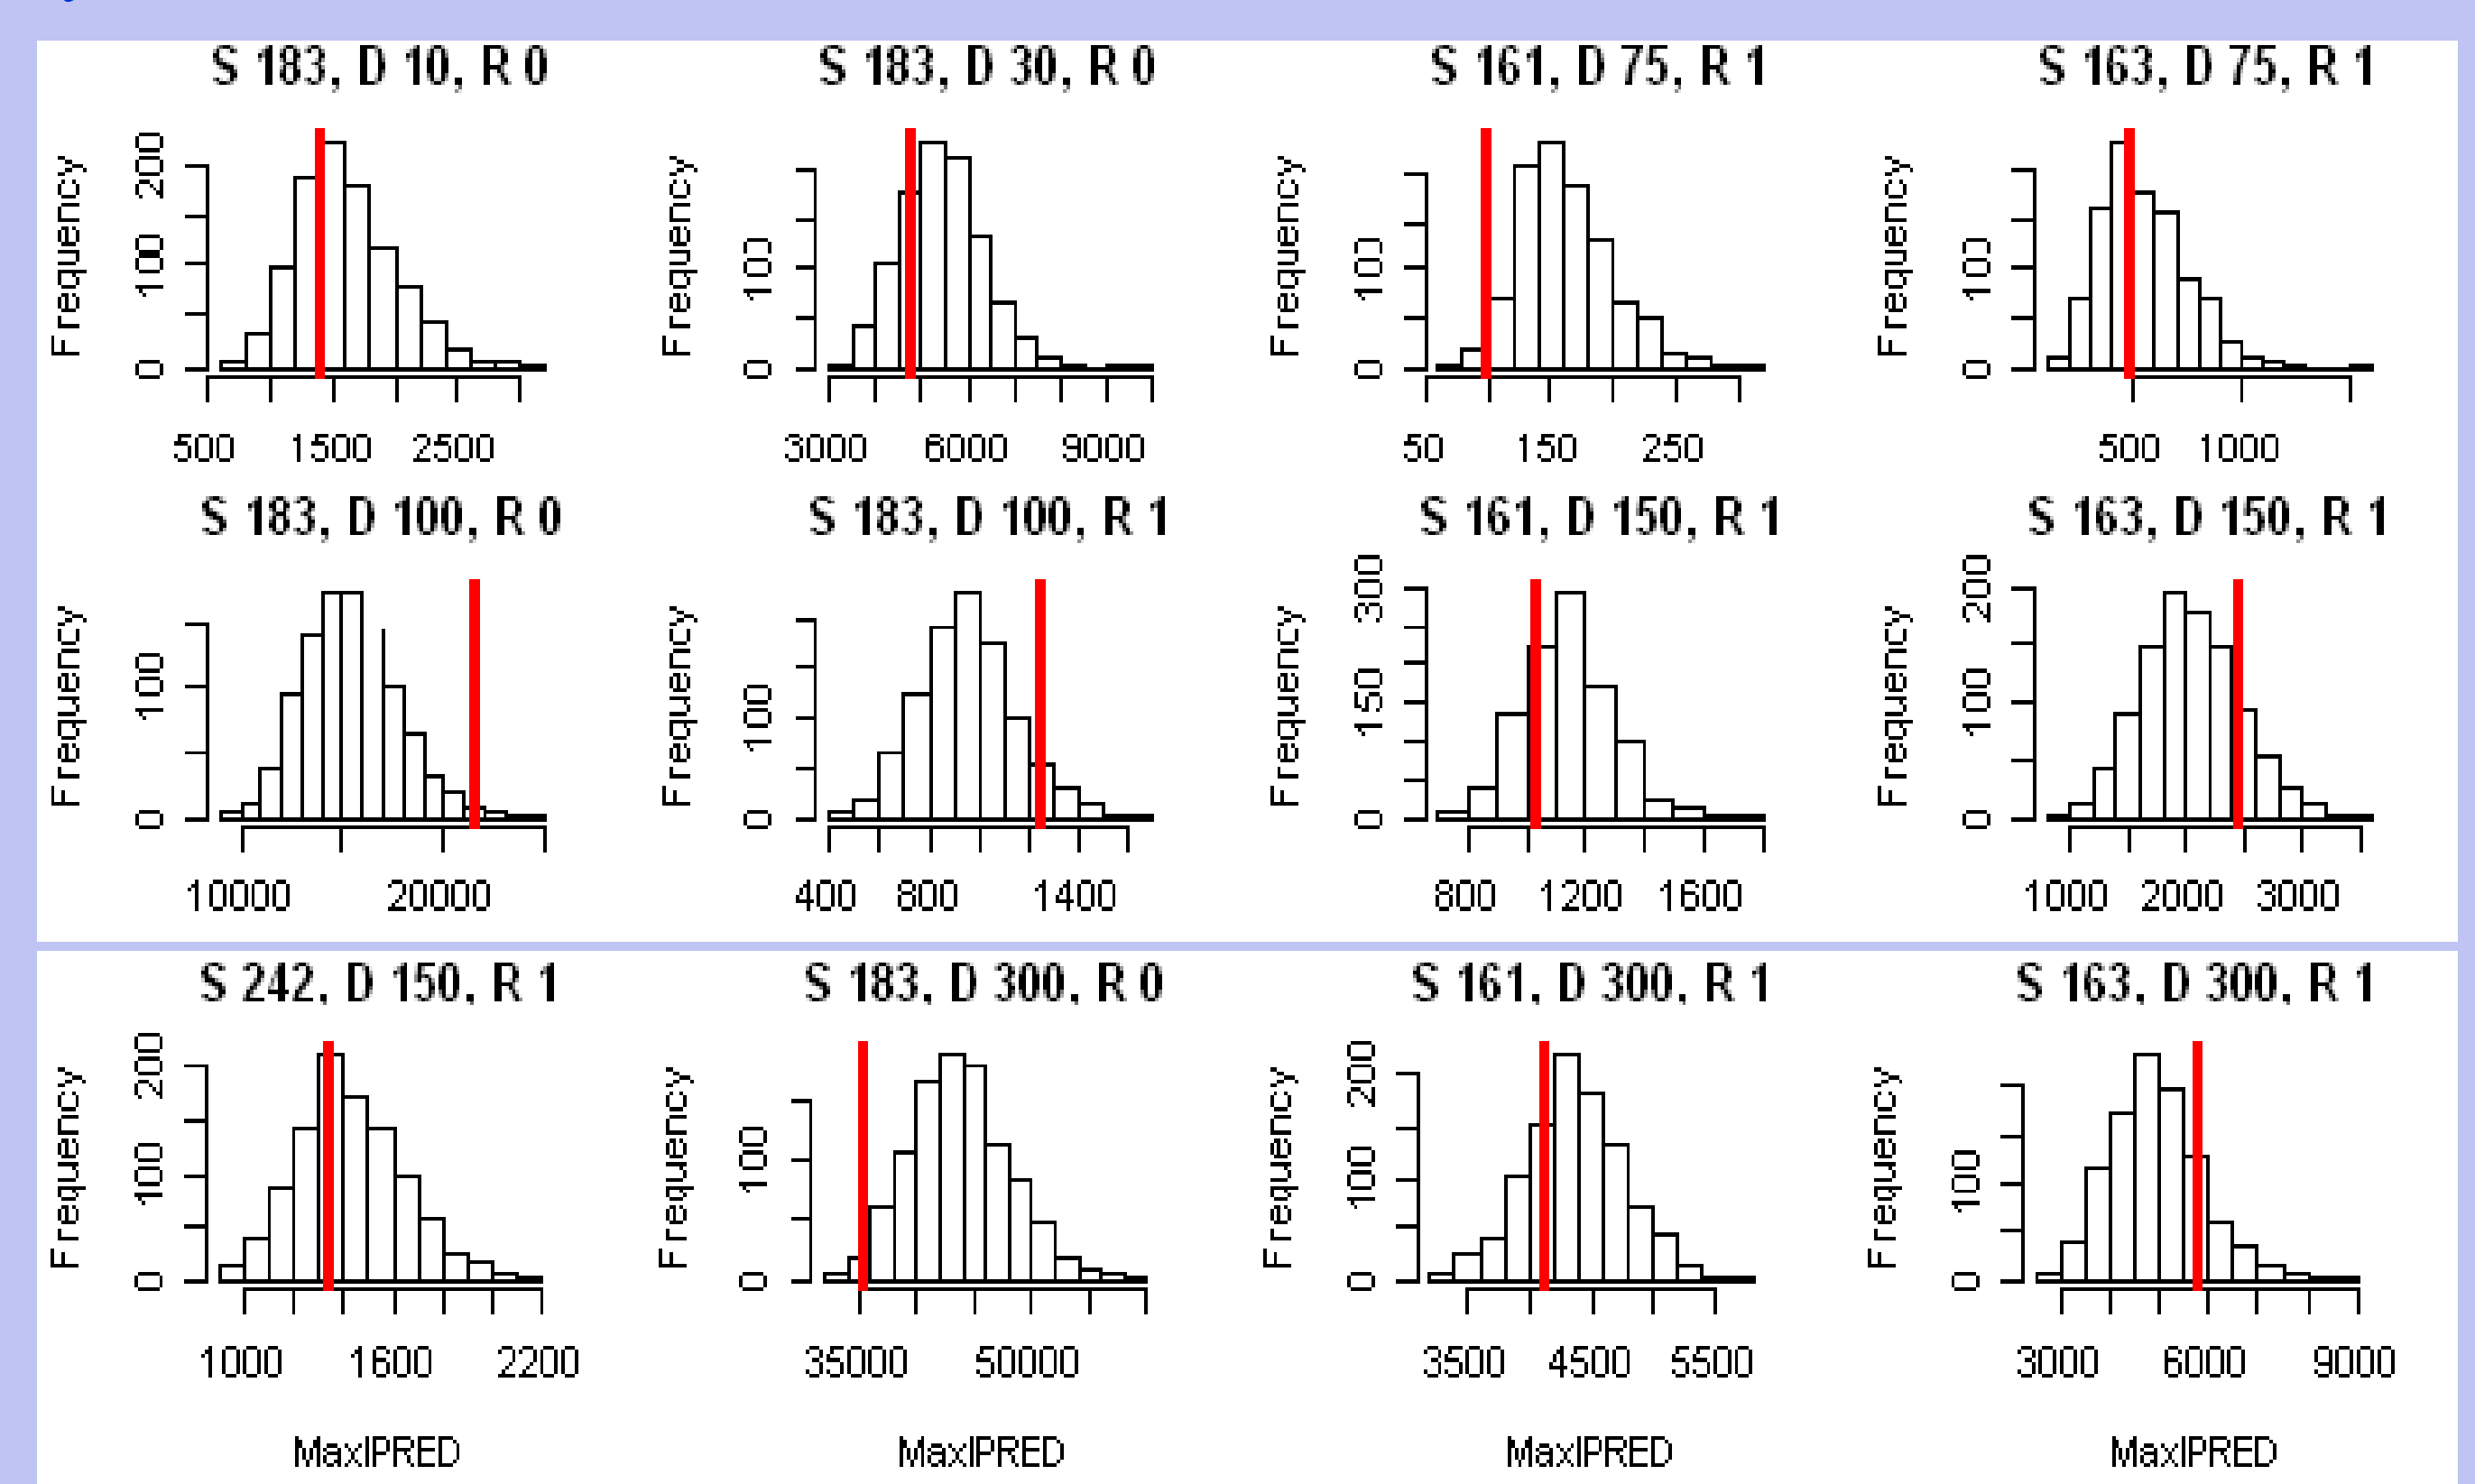 S 183, D 10, R 0
S 183, D 30, R 0
S 161, D 75, R 1
S 163, D 75, R 1
Frequency
0 100 200
500 1500 2500
Frequency
0 100
3000 6000 9000
Frequency
0 100
50 150 250
Frequency
0 100
500 1000
S 183, D 100, R 0
S 183, D 100, R 1
S 161, D 150, R 1
S 163, D 150, R 1
Frequency
0 100
10000 20000
Frequency
0 100
400 800 1400
Frequency
0 150 300
800 1200 1600
Frequency
0 100 200
1000 2000 3000
S 242, D 150, R 1
S 183, D 300, R 0
S 161, D 300, R 1
S 163, D 300, R 1
Frequency
0 100 200
1000 1600 2200
MaxIPRED
Frequency
0 100
35000 50000
MaxIPRED
Frequency
0 100 200
3500 4500 5500
MaxIPRED
Frequency
0 100
3000 6000 9000
MaxIPRED